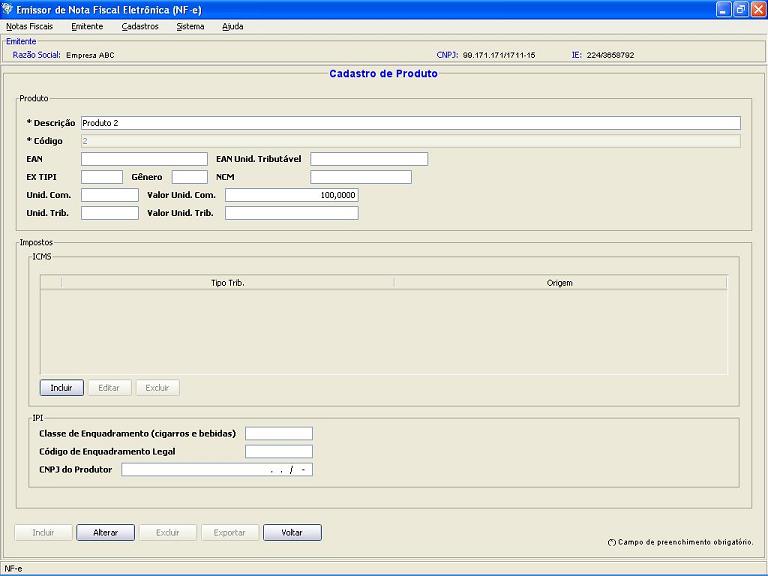 Emissor de Nota Fiscal Eletrônica (NF-e)
Notas Fiscais Emitente Cadastros Sistema Ajuda
Emitente
Razão Social: Empresa ABC CNPJ: 99.171.171/1711-15 IE: 224/3658792
Cadastro de Produto
Produto
* Descrição Produto 2
* Código 2
EAN EAN Unid. Tributável
EX TIPI Gênero NCM
Unid. Com. Valor Unid. Com. 100,0000
Unid. Trib. Valor Unid. Trib.
Impostos
ICMS
Tipo Trib. Origem
Incluir Editar Excluir
IPI
Classe de Enquadramento (cigarros e bebidas)
Código de Enquadramento Legal
CNPJ do Produtor . . / -
Incluir Alterar Excluir Exportar Voltar
(*) Campo de preenchimento obrigatório.
NF-e